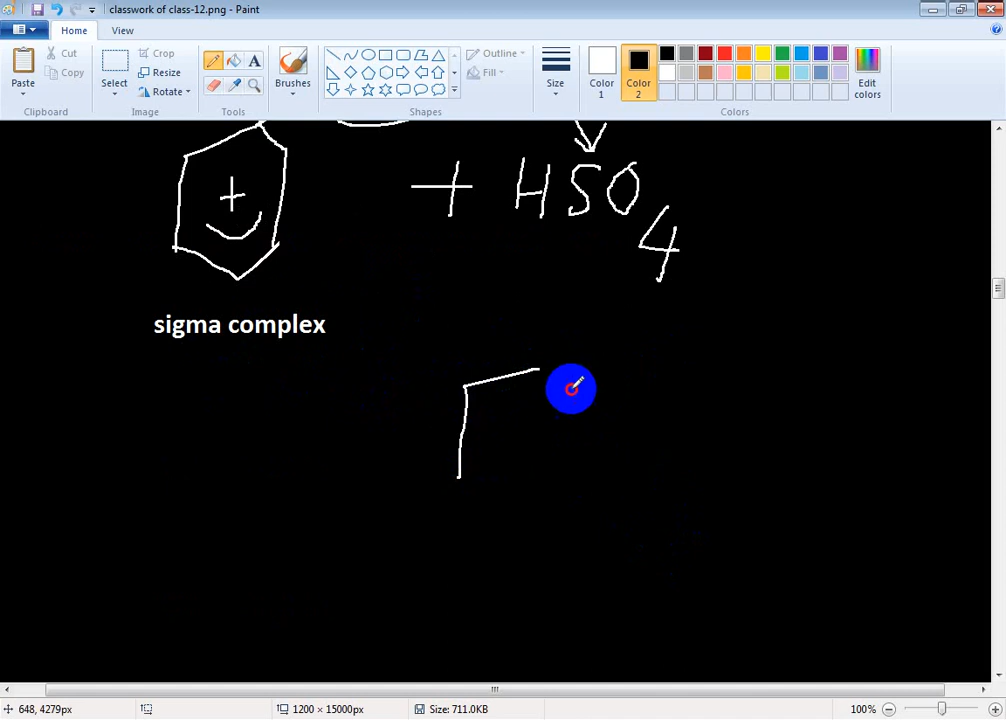 classwork of class-12.png - Paint
Home View
Paste
Cut
Copy
Clipboard
Select
Crop
Resize
Rotate
Image
A
Tools
Brushes
Shapes
Outline
Fill
Size
Color 1
Color 2
Edit colors
Colors
+ + HSO4
sigma complex
648, 4279px
1200 × 15000px
Size: 711.0KB
100%